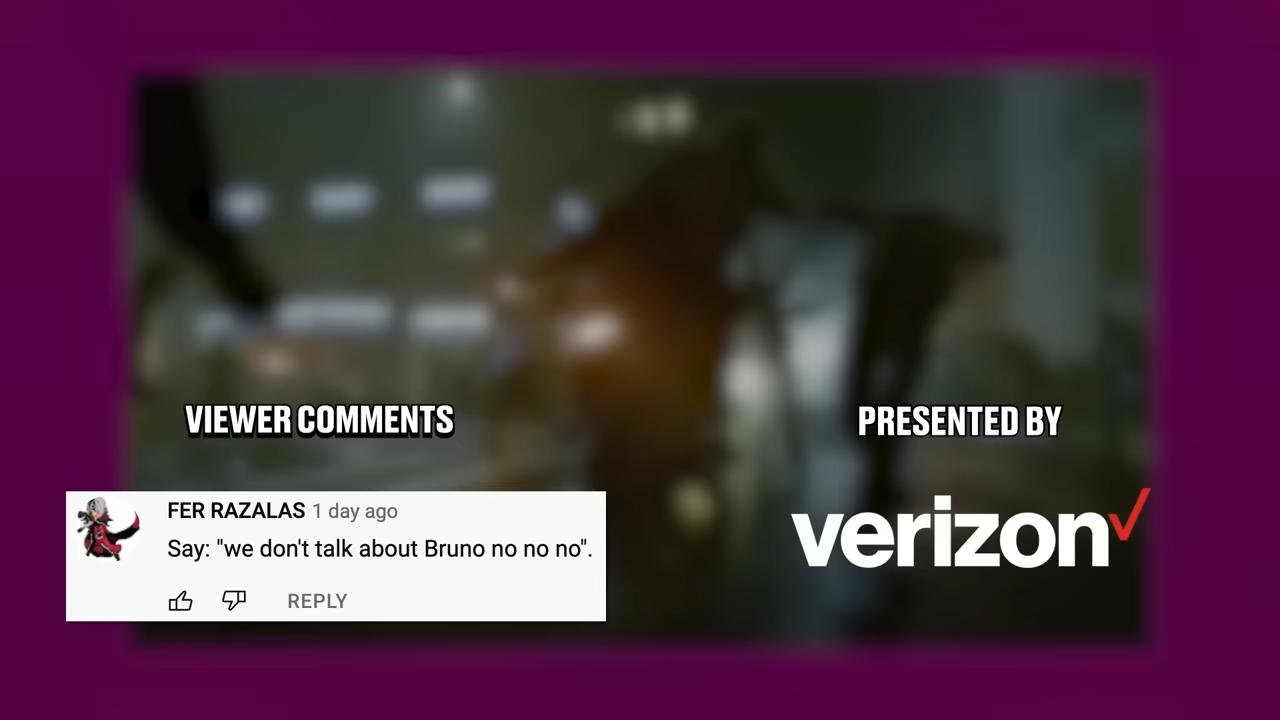 VIEWER COMMENTS
FER RAZALAS 1 day ago
Say: "we don't talk about Bruno no no no".
REPLY
PRESENTED BY
verizon